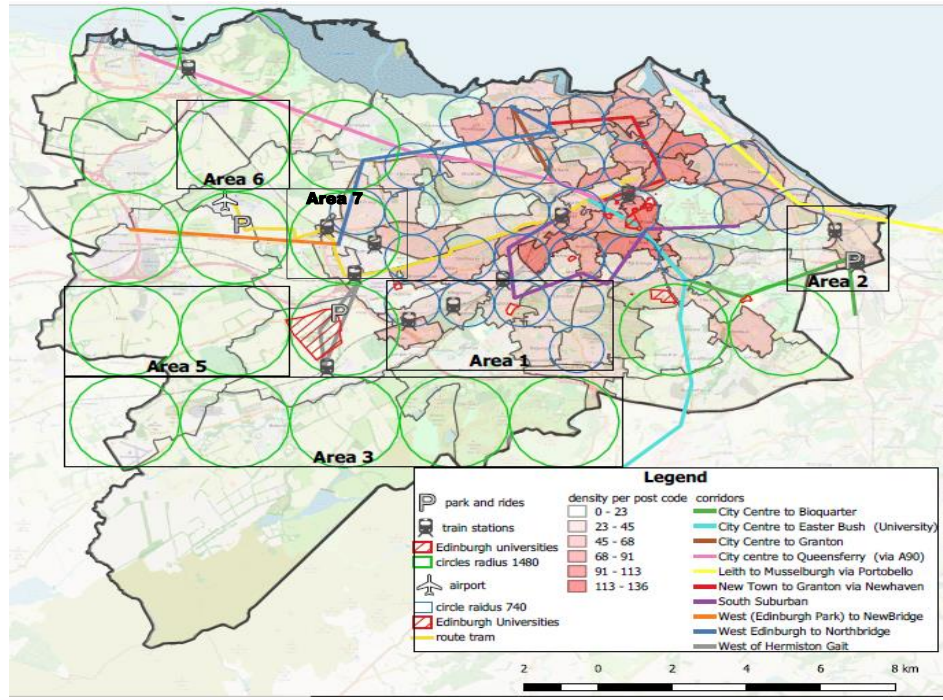 Area 6
Area 7
P
Area 2
P
P
Area 5
Area 1
Area 3
Legend
P park and rides
train stations
Edinburgh universities
circles radius 1480
airport
circle raidus 740
Edinburgh Universities
route tram
density per post code
0 - 23
23 - 45
45 - 68
68 - 91
91 - 113
113 - 136
corridors
City Centre to Bioquarter
City Centre to Easter Bush (University)
City Centre to Granton
City centre to Queensferry (via A90)
Leith to Musselburgh via Portobello
New Town to Granton via Newhaven
South Suburban
West (Edinburgh Park) to NewBridge
West Edinburgh to Northbridge
West of Hermiston Gait
2 0 2 4 6 8 km